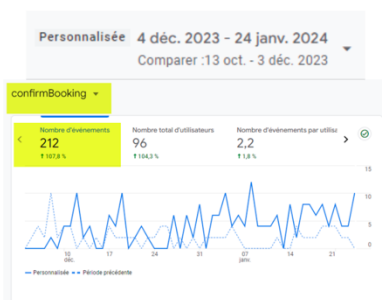 Personnalisée 4 déc. 2023 - 24 janv. 2024
Comparer :13 oct. - 3 déc. 2023
confirmBooking
Nombre d'événements
212
↑ 107,8 %
Nombre total d'utilisateurs
96
↑ 104,3 %
Nombre d'événements par utilisa
2,2
↑ 1,8 %
15
10
5
0
10
déc.
17
24
31
07
janv.
14
21
Personnalisée
Période précédente